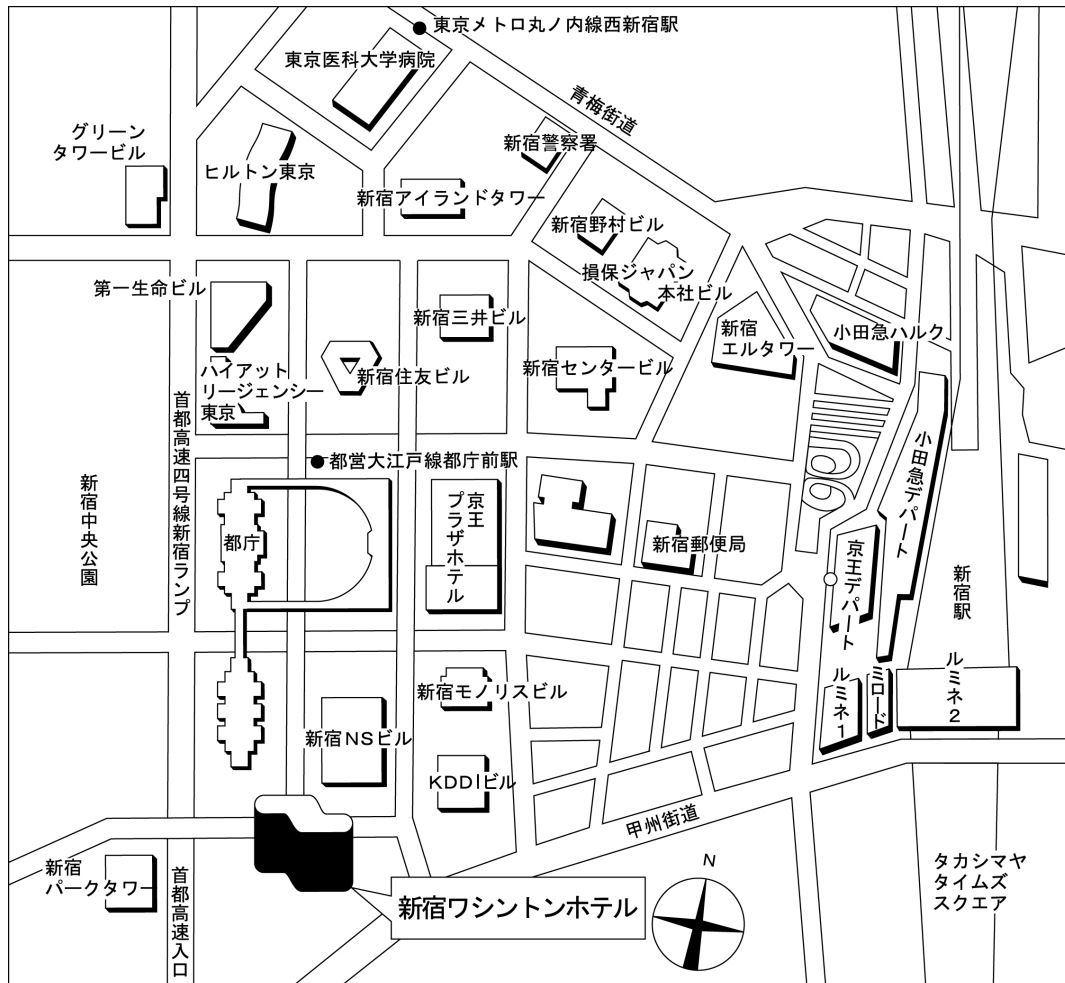 東京メトロ丸ノ内線西新宿駅
東京医科大学病院
青梅街道
グリーン
タワービル
新宿警察署
ヒルトン東京
新宿アイランドタワー
新宿野村ビル
損保ジャパン
本社ビル
第一生命ビル
新宿三井ビル
新宿
エルタワー
小田急ハルク
ハイアット
リージェンシー
東京
新宿住友ビル
新宿センタービル
首都高速四号線新宿ランプ
都営大江戸線都庁前駅
小田急デパート
新宿中央公園
都庁
京王
プラザホテル
新宿郵便局
京王デパート
新宿駅
新宿モノリスビル
ルミネ1
ミロード
ルミネ2
新宿NSビル
KDDIビル
甲州街道
新宿
パークタワー
首都高速入口
新宿ワシントンホテル
N
タカシマヤ
タイムズ
スクエア